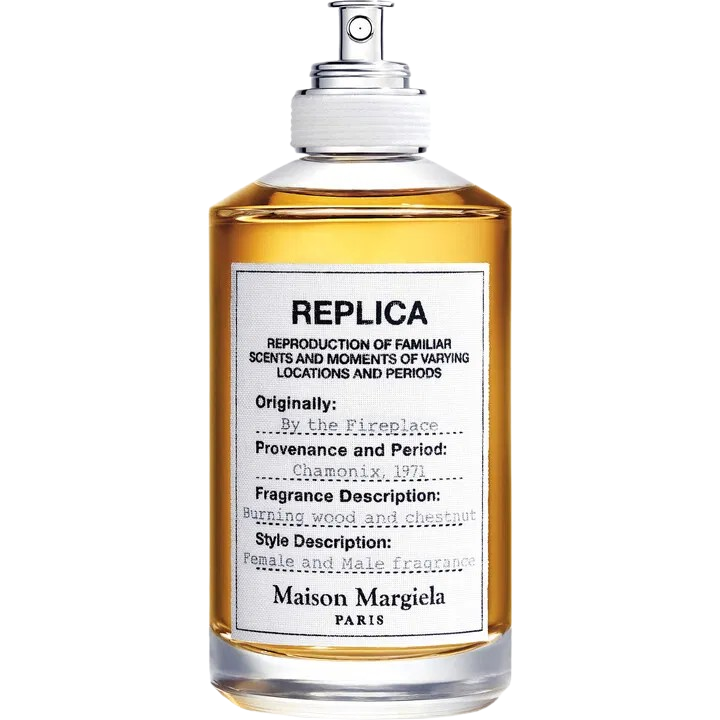 REPLICA
REPRODUCTION OF FAMILIAR
SCENTS AND MOMENTS OF VARYING
LOCATIONS AND PERIODS
Originally:
By the Fireplace
Provenance and Period:
Chamonix, 1971
Fragrance Description:
Burning wood and chestnut
Style Description:
Female and Male fragrance
Maison Margiela
PARIS